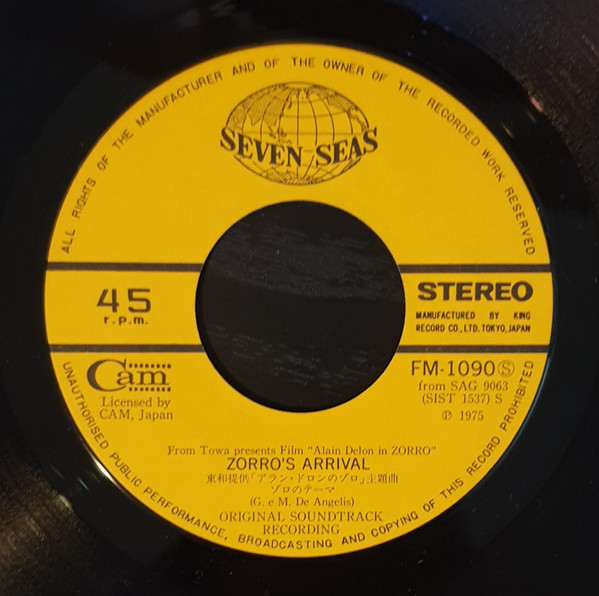 ALL RIGHTS OF THE MANUFACTURER AND OF THE OWNER OF THE RECORDED WORK RESERVED
SEVEN SEAS
45
r.p.m.
STEREO
MANUFACTURED BY KING
RECORD CO., LTD. TOKYO, JAPAN
Cam
Licensed by
CAM, Japan
FM-1090Ⓢ
from SAG 9063
(SIST 1537) S
℗ 1975
From Towa presents Film "Alain Delon in ZORRO"
ZORRO'S ARRIVAL
東和提供「アラン・ドロンのゾロ」主題曲
ゾロのテーマ
(G. e M. De Angelis)
ORIGINAL SOUNDTRACK
RECORDING
UNAUTHORISED PUBLIC PERFORMANCE, BROADCASTING AND COPYING OF THIS RECORD PROHIBITED